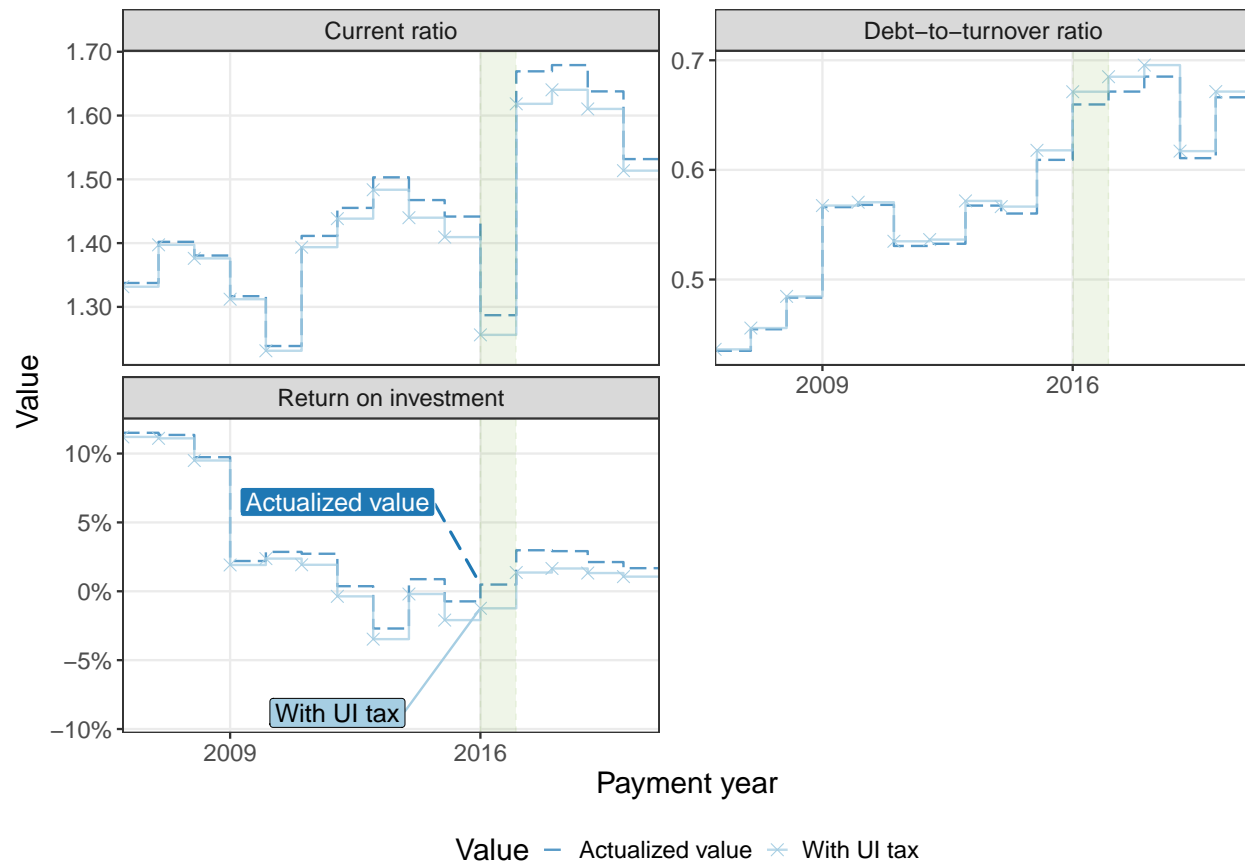 Current ratio
Debt−to−turnover ratio
1.70
1.60
1.50
1.40
1.30
0.7
0.6
0.5
2009
2016
Value
Return on investment
10%
5%
0%
−5%
−10%
Actualized value
With UI tax
2009
2016
Payment year
Value Actualized value With UI tax